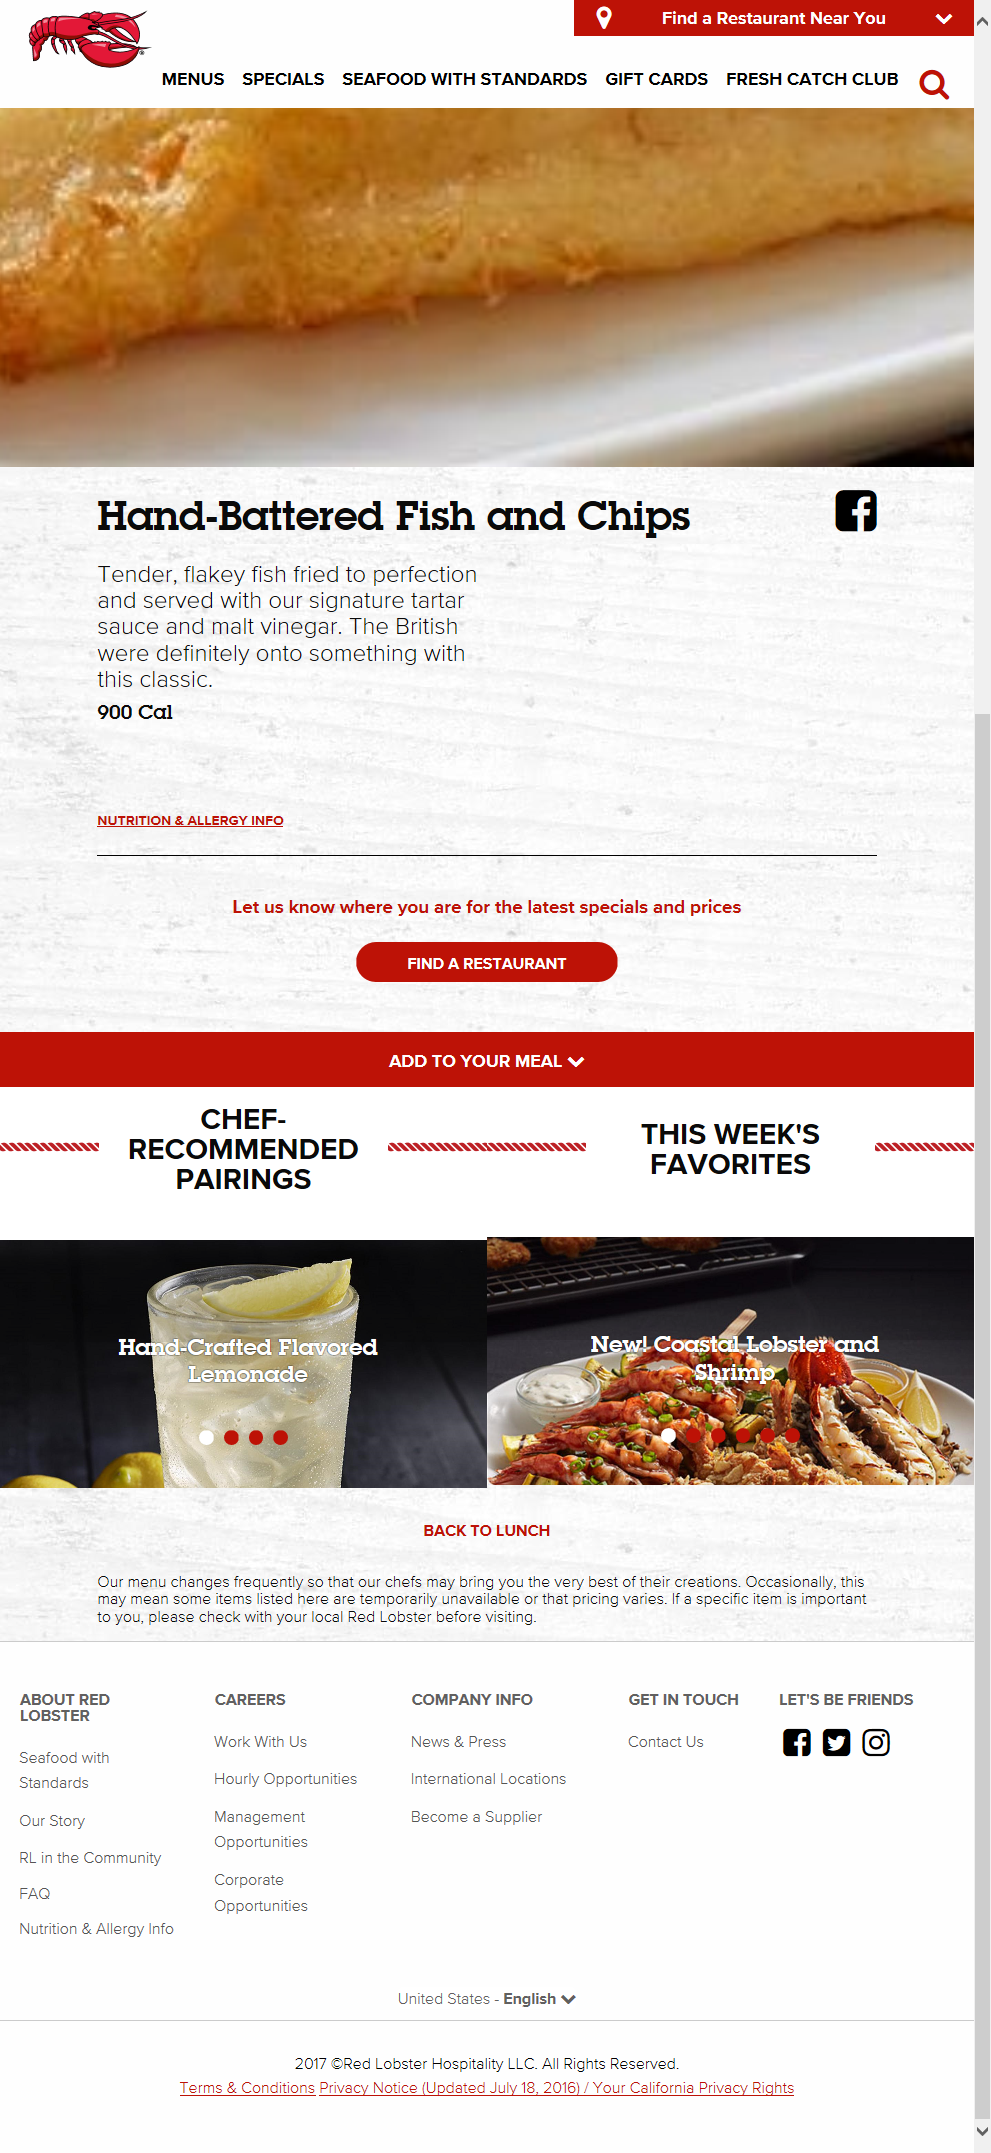 Find a Restaurant Near You
MENUS SPECIALS SEAFOOD WITH STANDARDS GIFT CARDS FRESH CATCH CLUB
Hand-Battered Fish and Chips
Tender, flakey fish fried to perfection
and served with our signature tartar
sauce and malt vinegar. The British
were definitely onto something with
this classic.
900 Cal
NUTRITION & ALLERGY INFO
Let us know where you are for the latest specials and prices
FIND A RESTAURANT
ADD TO YOUR MEAL
CHEF-
RECOMMENDED
PAIRINGS
THIS WEEK'S
FAVORITES
Hand-Crafted Flavored
Lemonade
New! Coastal Lobster and
Shrimp
BACK TO LUNCH
Our menu changes frequently so that our chefs may bring you the very best of their creations. Occasionally, this
may mean some items listed here are temporarily unavailable or that pricing varies. If a specific item is important
to you, please check with your local Red Lobster before visiting.
ABOUT RED
LOBSTER
Seafood with
Standards
Our Story
RL in the Community
FAQ
Nutrition & Allergy Info
CAREERS
Work With Us
Hourly Opportunities
Management
Opportunities
Corporate
Opportunities
COMPANY INFO
News & Press
International Locations
Become a Supplier
GET IN TOUCH
Contact Us
LET'S BE FRIENDS
United States - English
2017 ©Red Lobster Hospitality LLC. All Rights Reserved.
Terms & Conditions Privacy Notice (Updated July 18, 2016) / Your California Privacy Rights